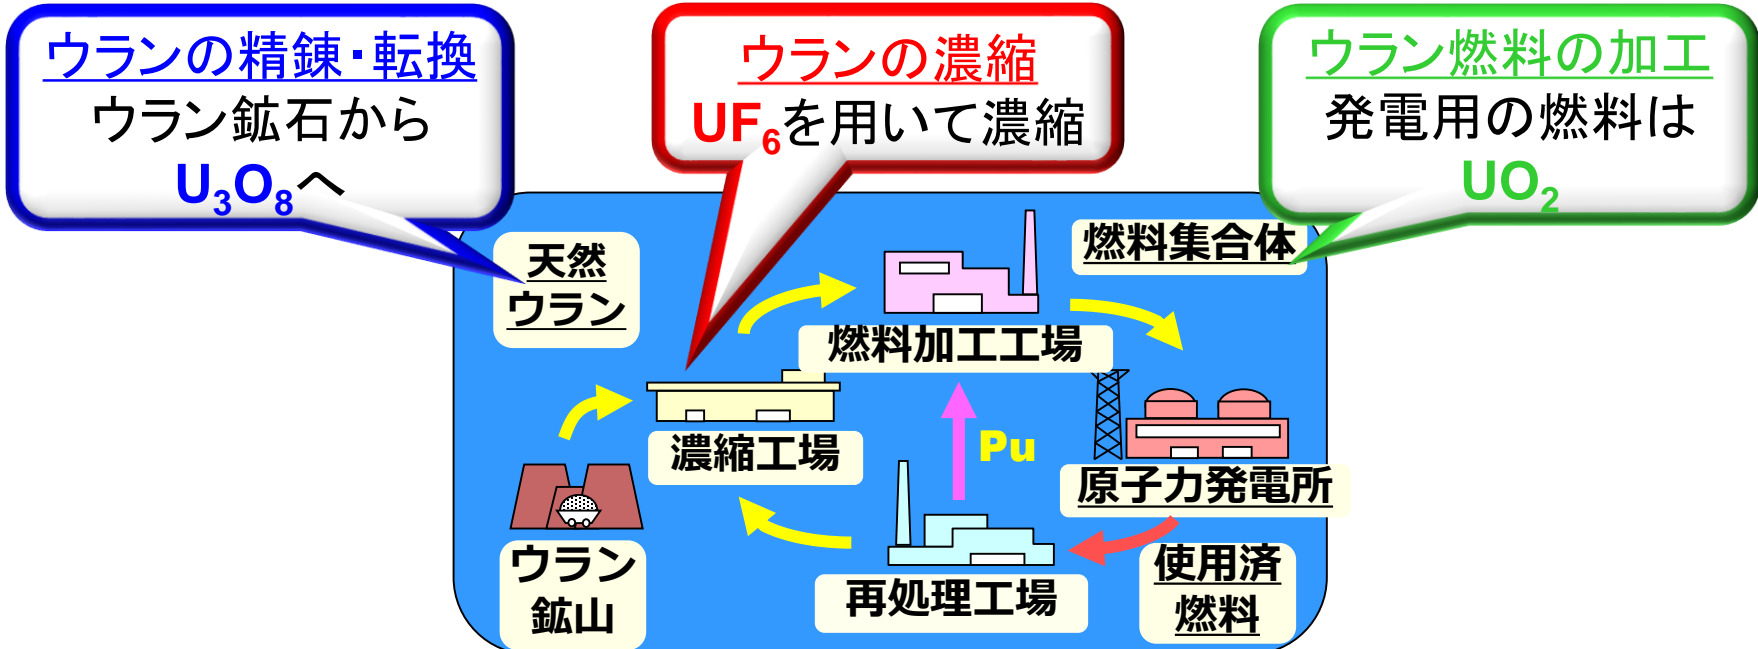 ウランの精錬・転換
ウラン鉱石から
U₃O₈へ
ウランの濃縮
UF₆を用いて濃縮
ウラン燃料の加工
発電用の燃料は
UO₂
天然
ウラン
燃料集合体
燃料加工工場
濃縮工場
Pu
原子力発電所
ウラン
鉱山
再処理工場
使用済
燃料